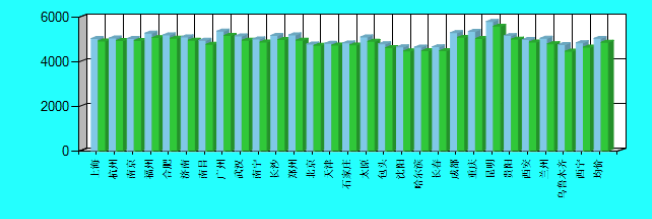 6000
4000
2000
0
上海
杭州
南京
福州
合肥
济南
南昌
广州
武汉
南宁
长沙
郑州
北京
天津
石家庄
太原
包头
沈阳
哈尔滨
长春
成都
重庆
昆明
贵阳
西安
兰州
乌鲁木齐
西宁
均价